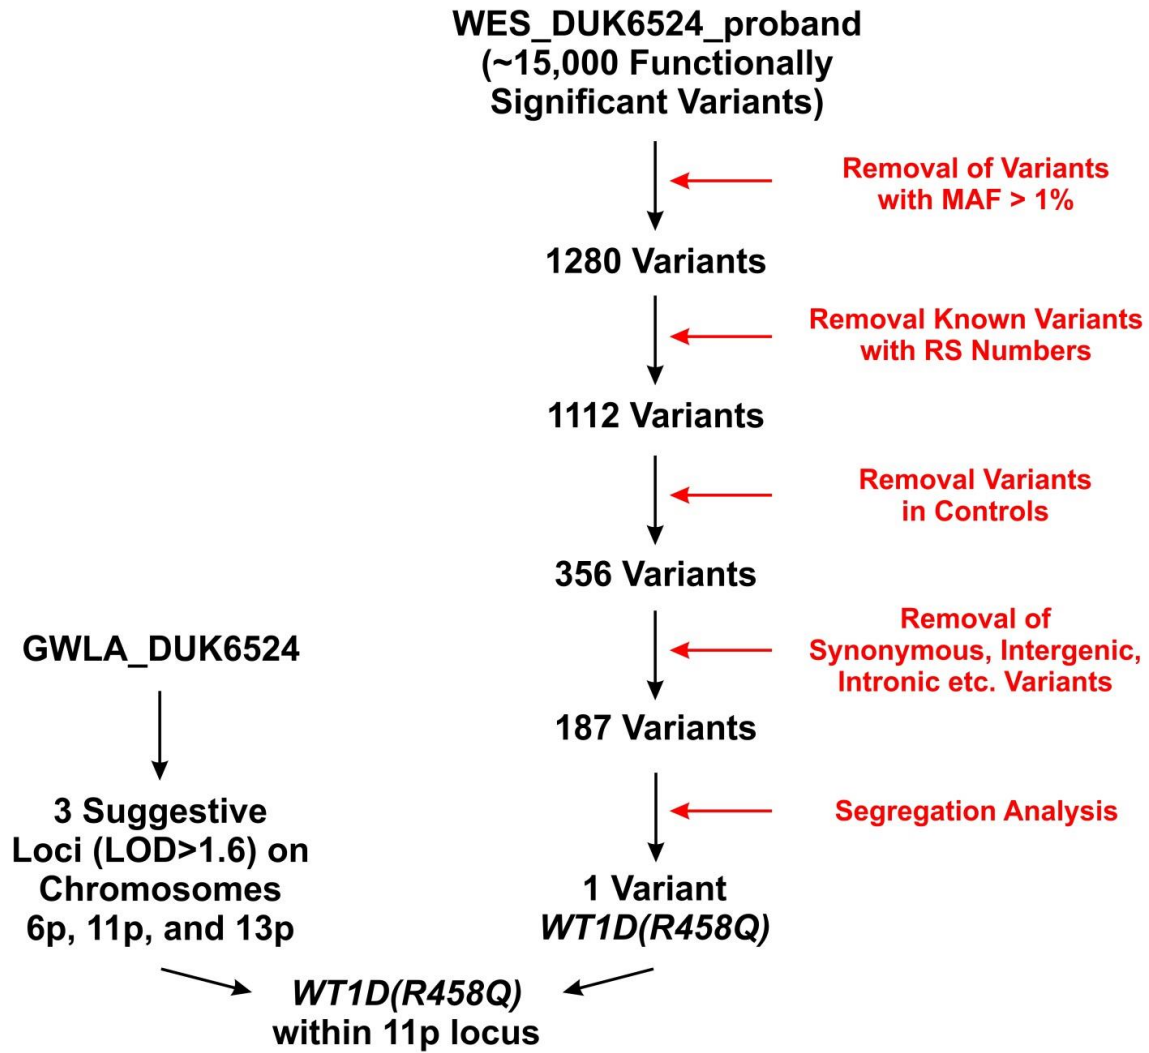 WES_DUK6524_proband
(~15,000 Functionally
Significant Variants)
Removal of Variants
with MAF > 1%
1280 Variants
Removal Known Variants
with RS Numbers
1112 Variants
Removal Variants
in Controls
356 Variants
Removal of
Synonymous, Intergenic,
Intronic etc. Variants
187 Variants
Segregation Analysis
1 Variant
WT1D(R458Q)
GWLA_DUK6524
3 Suggestive
Loci (LOD>1.6) on
Chromosomes
6p, 11p, and 13p
WT1D(R458Q)
within 11p locus